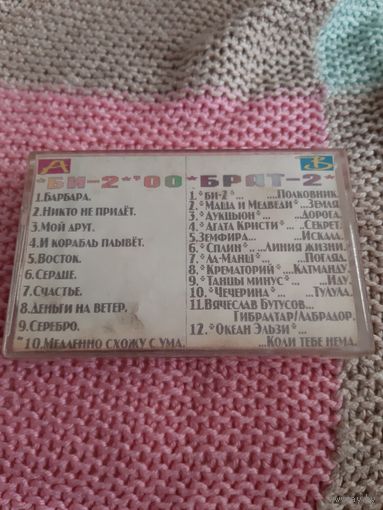 А
В
*БИ-2*'00*БРАТ-2*
1.Барбара.
2.Никто не придёт.
3.Мой друг.
4.И корабль плывёт.
5.Восток.
6.Сердце.
7.Счастье.
8.Деньги на ветер.
9.Серебро.
*10.Медленно схожу с ума.
1.*Би-2*... ....Полковник.
2.*Маша и Медведи*...Земля
3.*Аукцыон*... ...Дорога.
4.*Агата Кристи*...Секрет.
5.Земфира... ...Искала.
6.*Сплин*... ...Линия жизни.
7.*Ла-Манш*... ...Погляд.
8.*Крематорий*...Катманду.
9.*Танцы минус*... ...Иду.
10.*Чечерина*... ...Тулула.
11.Вячеслав Бутусов
Гибралтар/Лабрадор.
12. *Океан Эльзи*...
...Коли тебе нема.